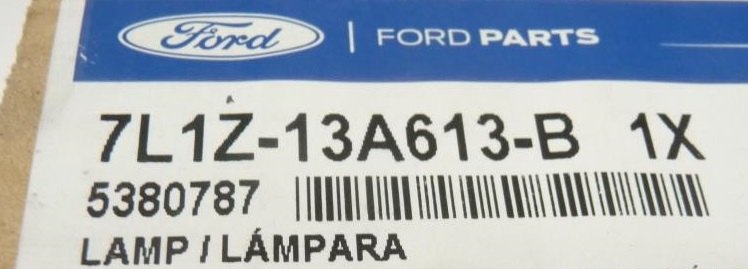 Ford | FORD PARTS
7L1Z-13A613-B 1X
5380787
LAMP / LÁMPARA